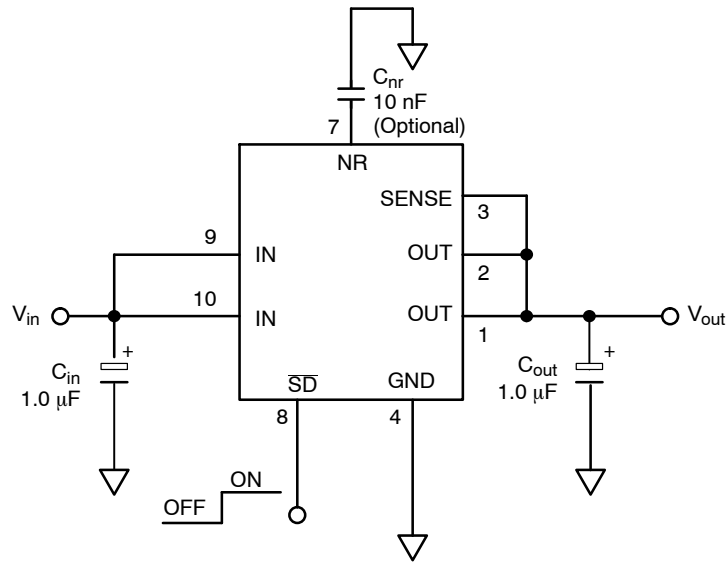 C_nr
10 nF
(Optional)
7
NR
SENSE
3
9
IN
OUT
2
V_in
10
IN
OUT
1
V_out
+
C_in
1.0 µF
S̅D̅
GND
+
C_out
1.0 µF
8
4
ON
OFF